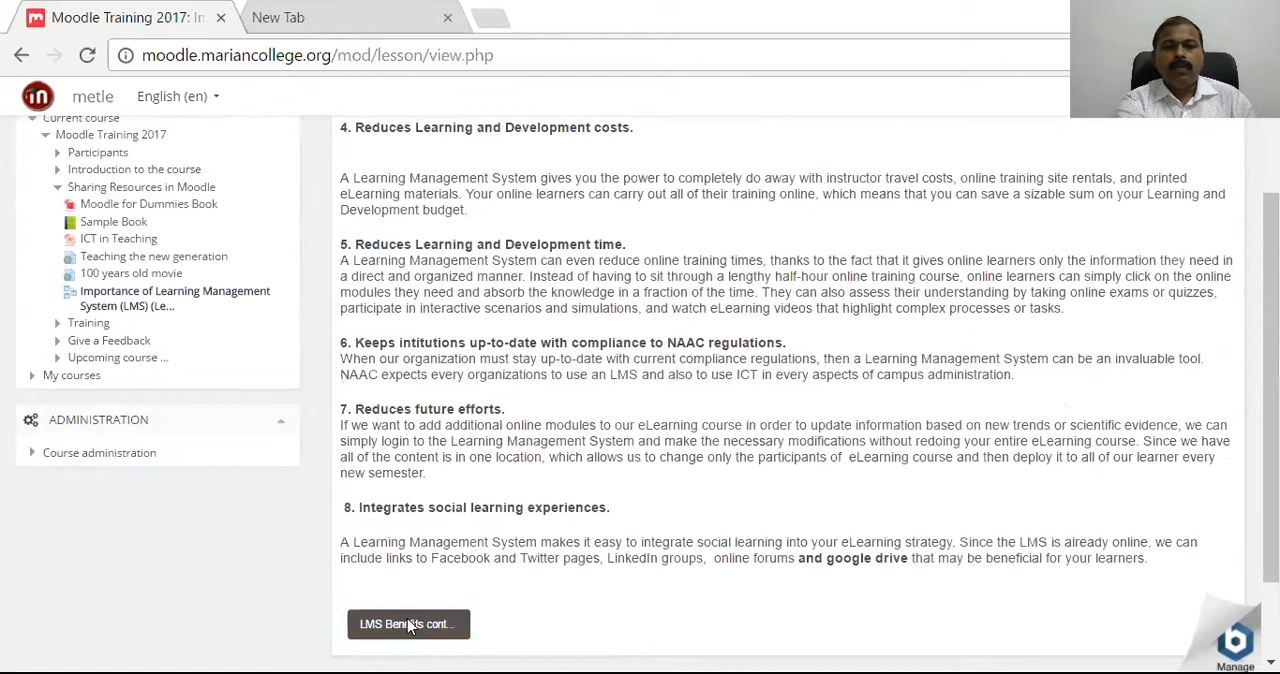 Moodle Training 2017: In
New Tab
moodle.mariancollege.org/mod/lesson/view.php
metle English (en)
Current course
Moodle Training 2017
Participants
Introduction to the course
Sharing Resources in Moodle
Moodle for Dummies Book
Sample Book
ICT in Teaching
Teaching the new generation
100 years old movie
Importance of Learning Management
System (LMS) (Le...
Training
Give a Feedback
Upcoming course ...
My courses
ADMINISTRATION
Course administration
4. Reduces Learning and Development costs.
A Learning Management System gives you the power to completely do away with instructor travel costs, online training site rentals, and printed
eLearning materials. Your online learners can carry out all of their training online, which means that you can save a sizable sum on your Learning and
Development budget.
5. Reduces Learning and Development time.
A Learning Management System can even reduce online training times, thanks to the fact that it gives online learners only the information they need in
a direct and organized manner. Instead of having to sit through a lengthy half-hour online training course, online learners can simply click on the online
modules they need and absorb the knowledge in a fraction of the time. They can also assess their understanding by taking online exams or quizzes,
participate in interactive scenarios and simulations, and watch eLearning videos that highlight complex processes or tasks.
6. Keeps intitutions up-to-date with compliance to NAAC regulations.
When our organization must stay up-to-date with current compliance regulations, then a Learning Management System can be an invaluable tool.
NAAC expects every organizations to use an LMS and also to use ICT in every aspects of campus administration.
7. Reduces future efforts.
If we want to add additional online modules to our eLearning course in order to update information based on new trends or scientific evidence, we can
simply login to the Learning Management System and make the necessary modifications without redoing your entire eLearning course. Since we have
all of the content is in one location, which allows us to change only the participants of eLearning course and then deploy it to all of our learner every
new semester.
8. Integrates social learning experiences.
A Learning Management System makes it easy to integrate social learning into your eLearning strategy. Since the LMS is already online, we can
include links to Facebook and Twitter pages, LinkedIn groups, online forums and google drive that may be beneficial for your learners.
LMS Benefits cont...
Manage